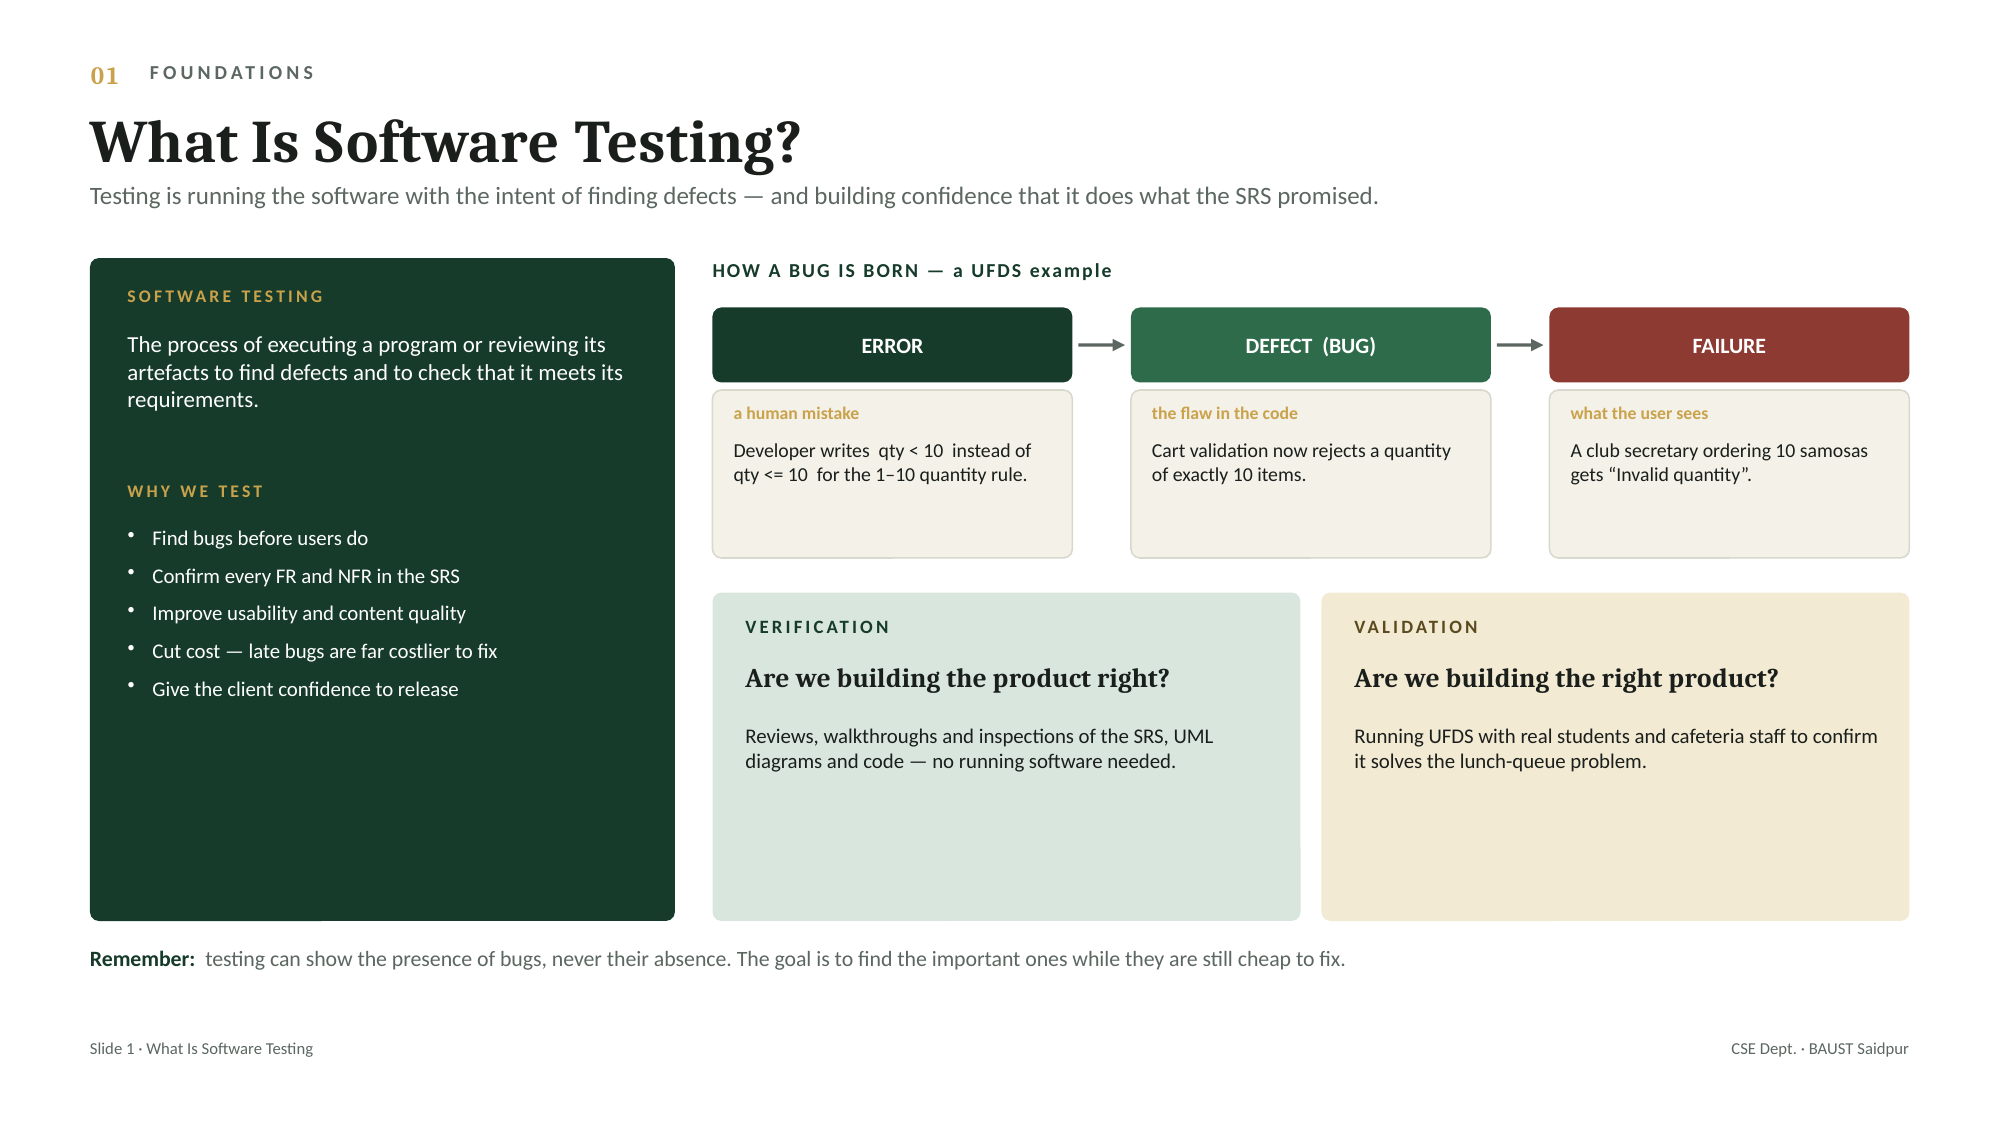 01 FOUNDATIONS
What Is Software Testing?
Testing is running the software with the intent of finding defects — and building confidence that it does what the SRS promised.
SOFTWARE TESTING
The process of executing a program or reviewing its
artefacts to find defects and to check that it meets its
requirements.
WHY WE TEST
• Find bugs before users do
• Confirm every FR and NFR in the SRS
• Improve usability and content quality
• Cut cost — late bugs are far costlier to fix
• Give the client confidence to release
HOW A BUG IS BORN — a UFDS example
ERROR
a human mistake
Developer writes qty < 10 instead of
qty <= 10 for the 1–10 quantity rule.
DEFECT (BUG)
the flaw in the code
Cart validation now rejects a quantity
of exactly 10 items.
FAILURE
what the user sees
A club secretary ordering 10 samosas
gets “Invalid quantity”.
VERIFICATION
Are we building the product right?
Reviews, walkthroughs and inspections of the SRS, UML
diagrams and code — no running software needed.
VALIDATION
Are we building the right product?
Running UFDS with real students and cafeteria staff to confirm
it solves the lunch-queue problem.
Remember: testing can show the presence of bugs, never their absence. The goal is to find the important ones while they are still cheap to fix.
Slide 1 · What Is Software Testing
CSE Dept. · BAUST Saidpur